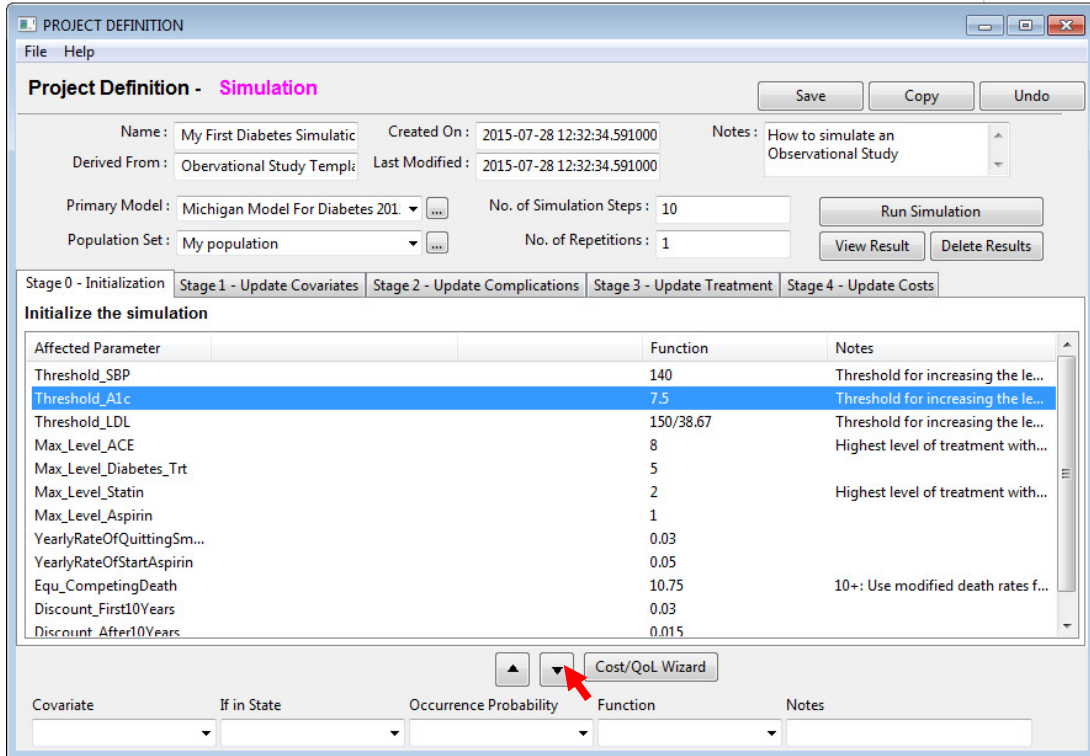 PROJECT DEFINITION
File Help
Project Definition - Simulation
Save Copy Undo
Name : My First Diabetes Simulatic Created On : 2015-07-28 12:32:34.591000 Notes : How to simulate an
Observational Study
Derived From : Obervational Study Templa Last Modified : 2015-07-28 12:32:34.591000
Primary Model : Michigan Model For Diabetes 201. ... No. of Simulation Steps : 10 Run Simulation
Population Set : My population ... No. of Repetitions : 1 View Result Delete Results
Stage 0 - Initialization Stage 1 - Update Covariates Stage 2 - Update Complications Stage 3 - Update Treatment Stage 4 - Update Costs
Initialize the simulation
Affected Parameter Function Notes
Threshold_SBP 140 Threshold for increasing the le...
Threshold_A1c 7.5 Threshold for increasing the le...
Threshold_LDL 150/38.67 Threshold for increasing the le...
Max_Level_ACE 8 Highest level of treatment with...
Max_Level_Diabetes_Trt 5
Max_Level_Statin 2 Highest level of treatment with...
Max_Level_Aspirin 1
YearlyRateOfQuittingSm... 0.03
YearlyRateOfStartAspirin 0.05
Equ_CompetingDeath 10.75 10+: Use modified death rates f...
Discount_First10Years 0.03
Discount_After10Years 0.015
Cost/QoL Wizard
Covariate If in State Occurrence Probability Function Notes